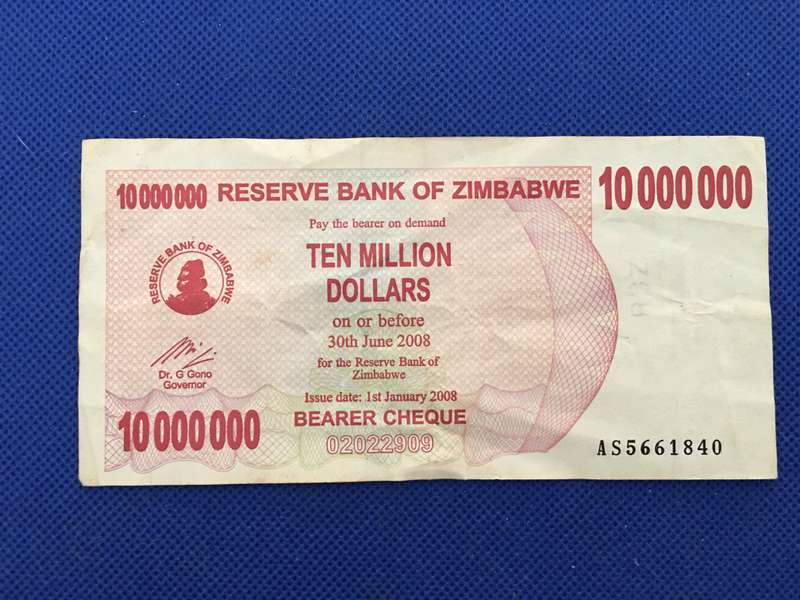 10 000 000 RESERVE BANK OF ZIMBABWE 10 000 000
Pay the bearer on demand
TEN MILLION
DOLLARS
on or before
30th June 2008
for the Reserve Bank of
Zimbabwe
Issue date: 1st January 2008
BEARER CHEQUE
02022909
RESERVE BANK OF ZIMBABWE
Dr. G Gono
Governor
10 000 000
AS5661840